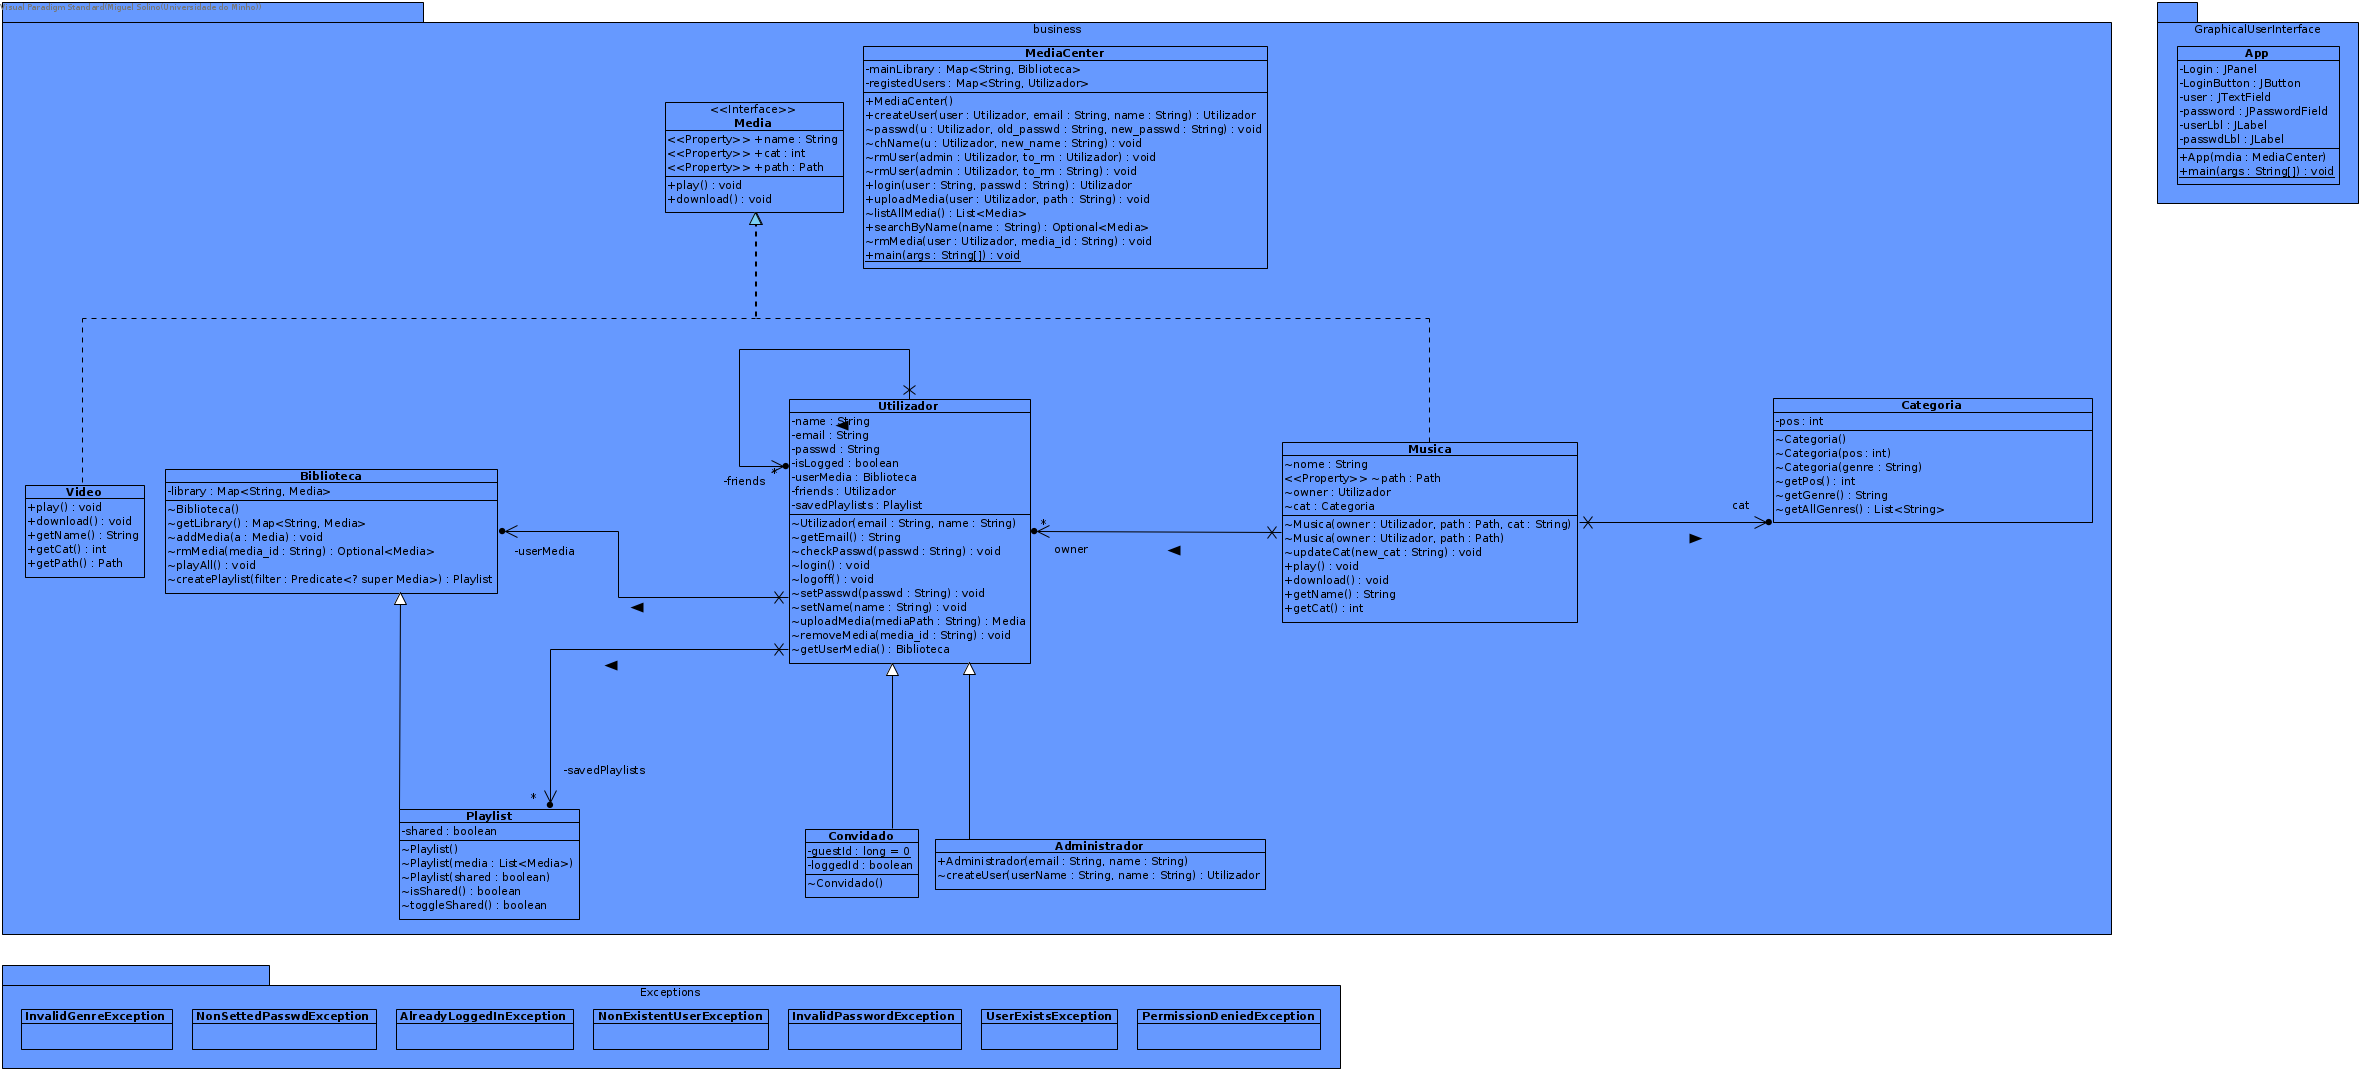 Visual Paradigm Standard(Miguel Solino(Universidade do Minho))
business
MediaCenter
-mainLibrary : Map<String, Biblioteca>
-registedUsers : Map<String, Utilizador>
+MediaCenter()
+createUser(user : Utilizador, email : String, name : String) : Utilizador
~passwd(u : Utilizador, old_passwd : String, new_passwd : String) : void
~chName(u : Utilizador, new_name : String) : void
~rmUser(admin : Utilizador, to_rm : Utilizador) : void
~rmUser(admin : Utilizador, to_rm : String) : void
+login(user : String, passwd : String) : Utilizador
+uploadMedia(user : Utilizador, path : String) : void
~listAllMedia() : List<Media>
+searchByName(name : String) : Optional<Media>
~rmMedia(user : Utilizador, media_id : String) : void
+main(args : String[]) : void
<<Interface>>
Media
<<Property>> +name : String
<<Property>> +cat : int
<<Property>> +path : Path
+play() : void
+download() : void
GraphicalUserInterface
App
-Login : JPanel
-LoginButton : JButton
-user : JTextField
-password : JPasswordField
-userLbl : JLabel
-passwdLbl : JLabel
+App(mdia : MediaCenter)
+main(args : String[]) : void
Video
+play() : void
+download() : void
+getName() : String
+getCat() : int
+getPath() : Path
Biblioteca
-library : Map<String, Media>
~Biblioteca()
~getLibrary() : Map<String, Media>
~addMedia(a : Media) : void
~rmMedia(media_id : String) : Optional<Media>
~playAll() : void
~createPlaylist(filter : Predicate<? super Media>) : Playlist
-userMedia
*
-friends
Utilizador
-name : String
-email : String
-passwd : String
-isLogged : boolean
-userMedia : Biblioteca
-friends : Utilizador
-savedPlaylists : Playlist
~Utilizador(email : String, name : String)
~getEmail() : String
~checkPasswd(passwd : String) : void
~login() : void
~logoff() : void
~setPasswd(passwd : String) : void
~setName(name : String) : void
~uploadMedia(mediaPath : String) : Media
~removeMedia(media_id : String) : void
~getUserMedia() : Biblioteca
*
owner
Musica
~nome : String
<<Property>> ~path : Path
~owner : Utilizador
~cat : Categoria
~Musica(owner : Utilizador, path : Path, cat : String)
~Musica(owner : Utilizador, path : Path)
~updateCat(new_cat : String) : void
+play() : void
+download() : void
+getName() : String
+getCat() : int
cat
Categoria
-pos : int
~Categoria()
~Categoria(pos : int)
~Categoria(genre : String)
~getPos() : int
~getGenre() : String
~getAllGenres() : List<String>
-savedPlaylists
*
Playlist
-shared : boolean
~Playlist()
~Playlist(media : List<Media>)
~Playlist(shared : boolean)
~isShared() : boolean
~toggleShared() : boolean
Convidado
-guestId : long = 0
-loggedId : boolean
~Convidado()
Administrador
+Administrador(email : String, name : String)
~createUser(userName : String, name : String) : Utilizador
Exceptions
InvalidGenreException
NonSettedPasswdException
AlreadyLoggedInException
NonExistentUserException
InvalidPasswordException
UserExistsException
PermissionDeniedException